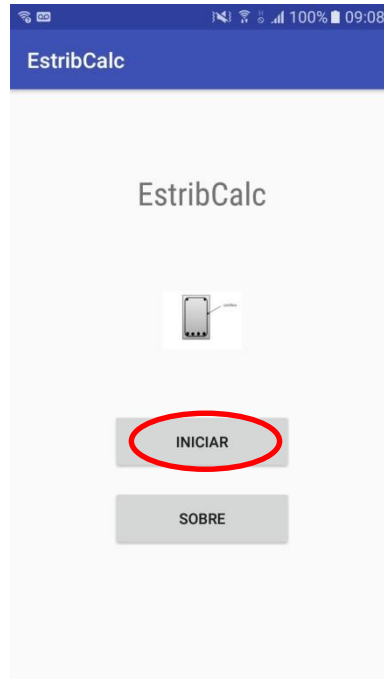 100% 09:08
EstribCalc
EstribCalc
INICIAR
SOBRE